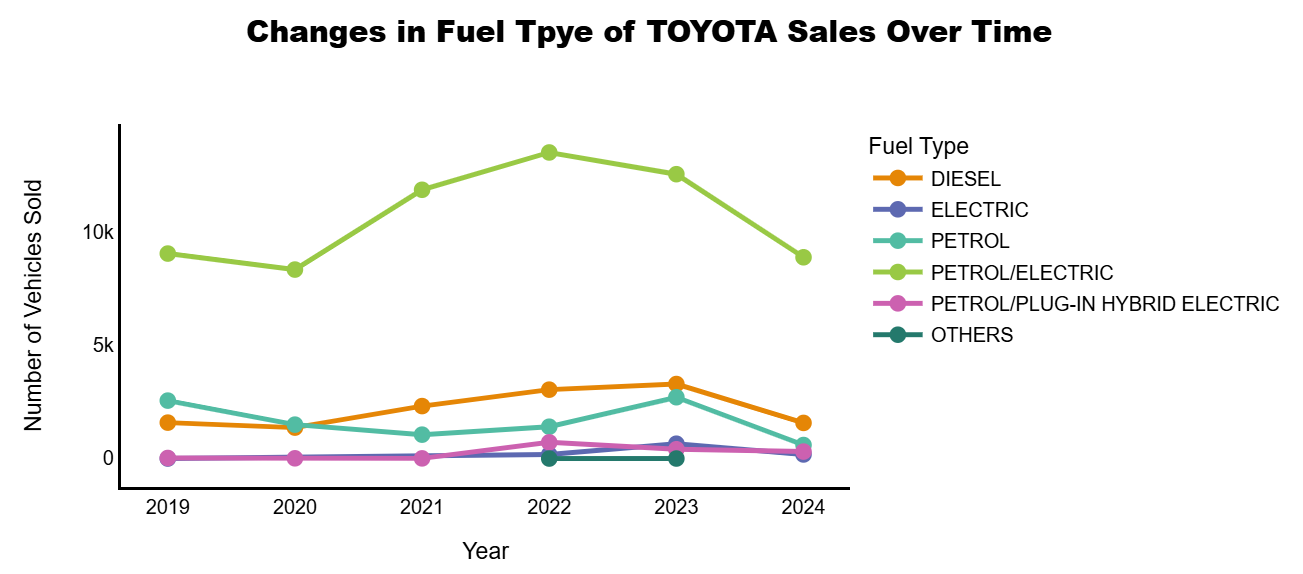 Changes in Fuel Tpye of TOYOTA Sales Over Time
Number of Vehicles Sold
10k
5k
0
2019 2020 2021 2022 2023 2024
Year
Fuel Type
DIESEL
ELECTRIC
PETROL
PETROL/ELECTRIC
PETROL/PLUG-IN HYBRID ELECTRIC
OTHERS